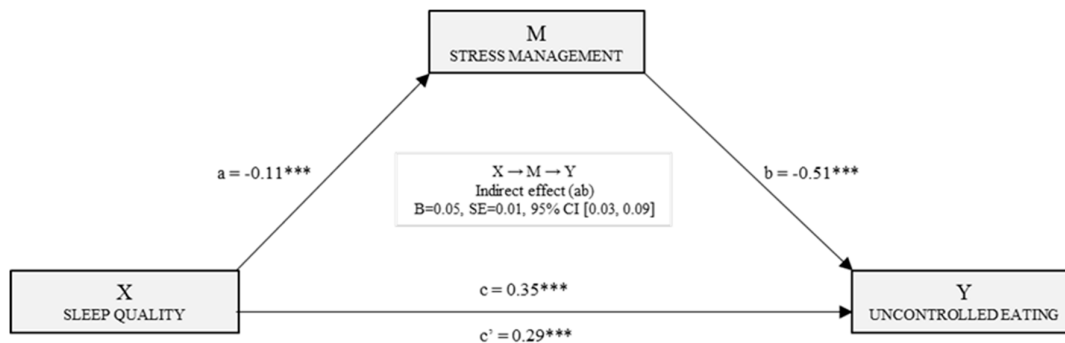 M
STRESS MANAGEMENT
a = -0.11***
X → M → Y
Indirect effect (ab)
B=0.05, SE=0.01, 95% CI [0.03, 0.09]
b = -0.51***
X
SLEEP QUALITY
c = 0.35***
c’ = 0.29***
Y
UNCONTROLLED EATING